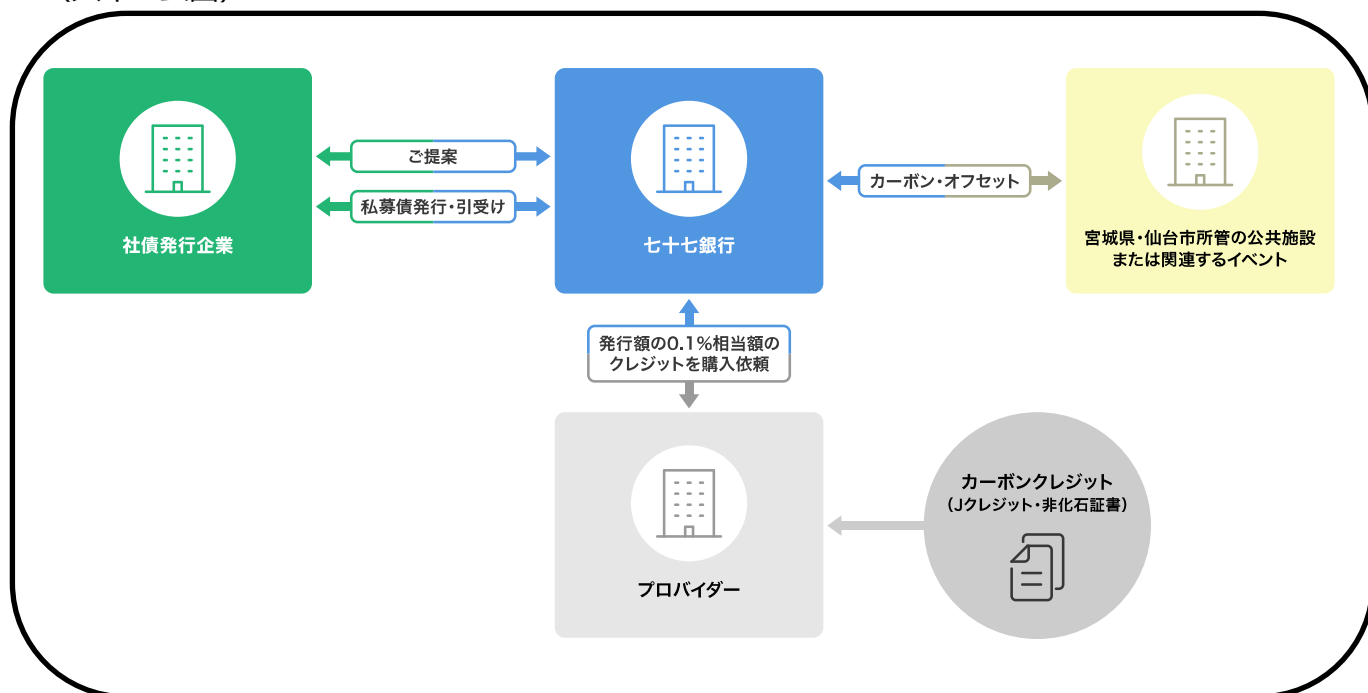 ご提案
私募債発行・引受け
社債発行企業
七十七銀行
カーボン・オフセット
宮城県・仙台市所管の公共施設
または関連するイベント
発行額の0.1%相当額の
クレジットを購入依頼
プロバイダー
カーボンクレジット
(Jクレジット・非化石証書)